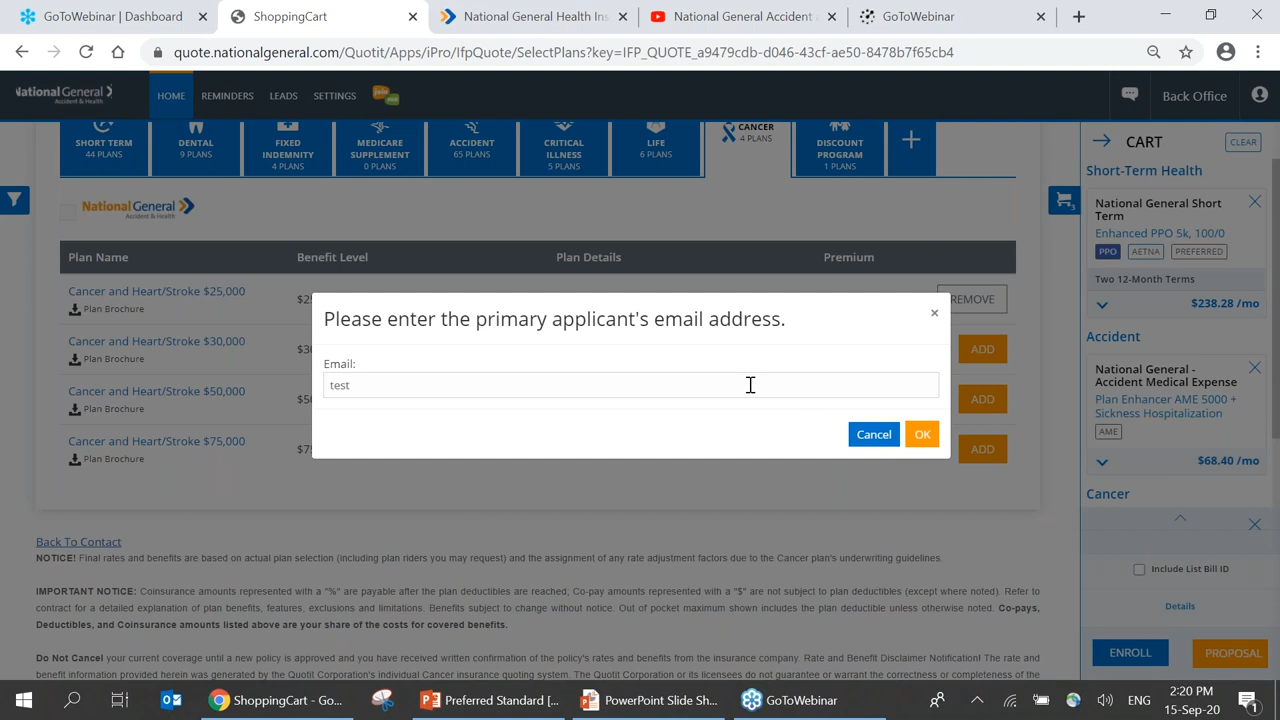 GoToWebinar | Dashboard
ShoppingCart
National General Health Ins
National General Accident
GoToWebinar
quote.nationalgeneral.com/Quotit/Apps/iPro/IfpQuote/SelectPlans?key=IFP_QUOTE_a9479cdb-d046-43cf-ae50-8478b7f65cb4
National General
Accident & Health
HOME
REMINDERS
LEADS
SETTINGS
Back Office
SHORT TERM
44 PLANS
DENTAL
9 PLANS
FIXED
INDEMNITY
4 PLANS
MEDICARE
SUPPLEMENT
0 PLANS
ACCIDENT
65 PLANS
CRITICAL
ILLNESS
5 PLANS
LIFE
6 PLANS
CANCER
4 PLANS
DISCOUNT
PROGRAM
1 PLANS
National General
Accident & Health
Plan Name Benefit Level Plan Details Premium
Cancer and Heart/Stroke $25,000
Plan Brochure
REMOVE
Cancer and Heart/Stroke $30,000
Plan Brochure
ADD
Cancer and Heart/Stroke $50,000
Plan Brochure
ADD
Cancer and Heart/Stroke $75,000
Plan Brochure
ADD
Please enter the primary applicant's email address.
×
Email:
test
Cancel OK
Back To Contact
NOTICE! Final rates and benefits are based on actual plan selection (including plan riders you may request) and the assignment of any rate adjustment factors due to the Cancer plan's underwriting guidelines.
IMPORTANT NOTICE: Coinsurance amounts represented with a "%" are payable after the plan deductibles are reached; Co-pay amounts represented with a "$" are not subject to plan deductibles (except where noted). Refer to
contract for a detailed explanation of plan benefits, features, exclusions and limitations. Benefits subject to change without notice. Out of pocket maximum shown includes the plan deductible unless otherwise noted. Co-pays,
Deductibles, and Coinsurance amounts listed above are your share of the costs for covered benefits.
Do Not Cancel your current coverage until a new policy is approved and you have received written confirmation of the policy's rates and benefits from the insurance company. Rate and Benefit Disclaimer Notification! The rate and
benefit information provided herein was generated by the Quotit Corporation's individual Cancer insurance quoting system. The Quotit Corporation or its licensees do not guarantee or warrant the correctness or completeness of the
CART
CLEAR
Short-Term Health
National General Short
Term
Enhanced PPO 5k, 100/0
PPO AETNA PREFERRED
Two 12-Month Terms
$238.28 /mo
Accident
National General -
Accident Medical Expense
Plan Enhancer AME 5000 +
Sickness Hospitalization
AME
$68.40 /mo
Cancer
Include List Bill ID
Details
ENROLL
PROPOSAL
ShoppingCart - Go...
Preferred Standard [...
PowerPoint Slide Sh...
GoToWebinar
ENG
2:20 PM
15-Sep-20
1